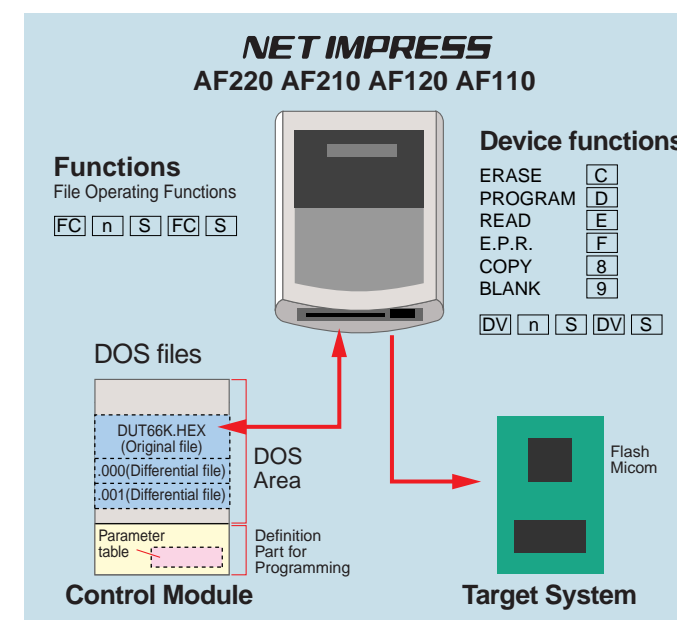 NET IMPRESS
AF220 AF210 AF120 AF110
Functions
File Operating Functions
FC n S FC S
Device functions
ERASE C
PROGRAM D
READ E
E.P.R. F
COPY 8
BLANK 9
DV n S DV S
DOS files
DUT66K.HEX
(Original file)
.000(Differential file)
.001(Differential file)
DOS
Area
Parameter
table
Definition
Part for
Programming
Control Module
Flash
Micom
Target System